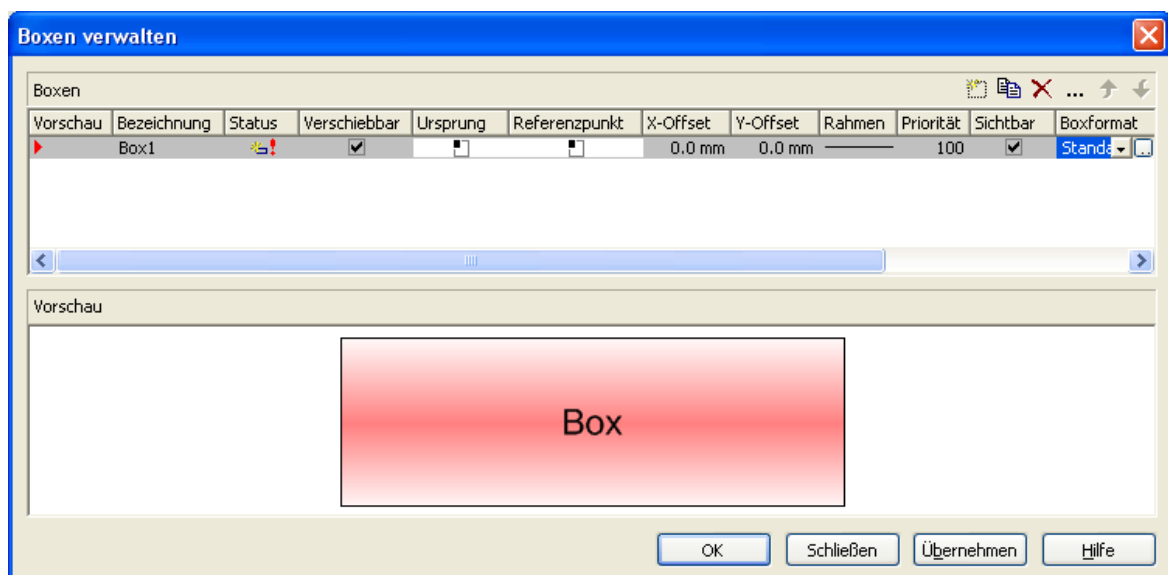 Boxen verwalten
Boxen
...
Vorschau Bezeichnung Status Verschiebbar Ursprung Referenzpunkt X-Offset Y-Offset Rahmen Priorität Sichtbar Boxformat
Box1 0.0 mm 0.0 mm 100 Standa ..
Vorschau
Box
OK Schließen Übernehmen Hilfe